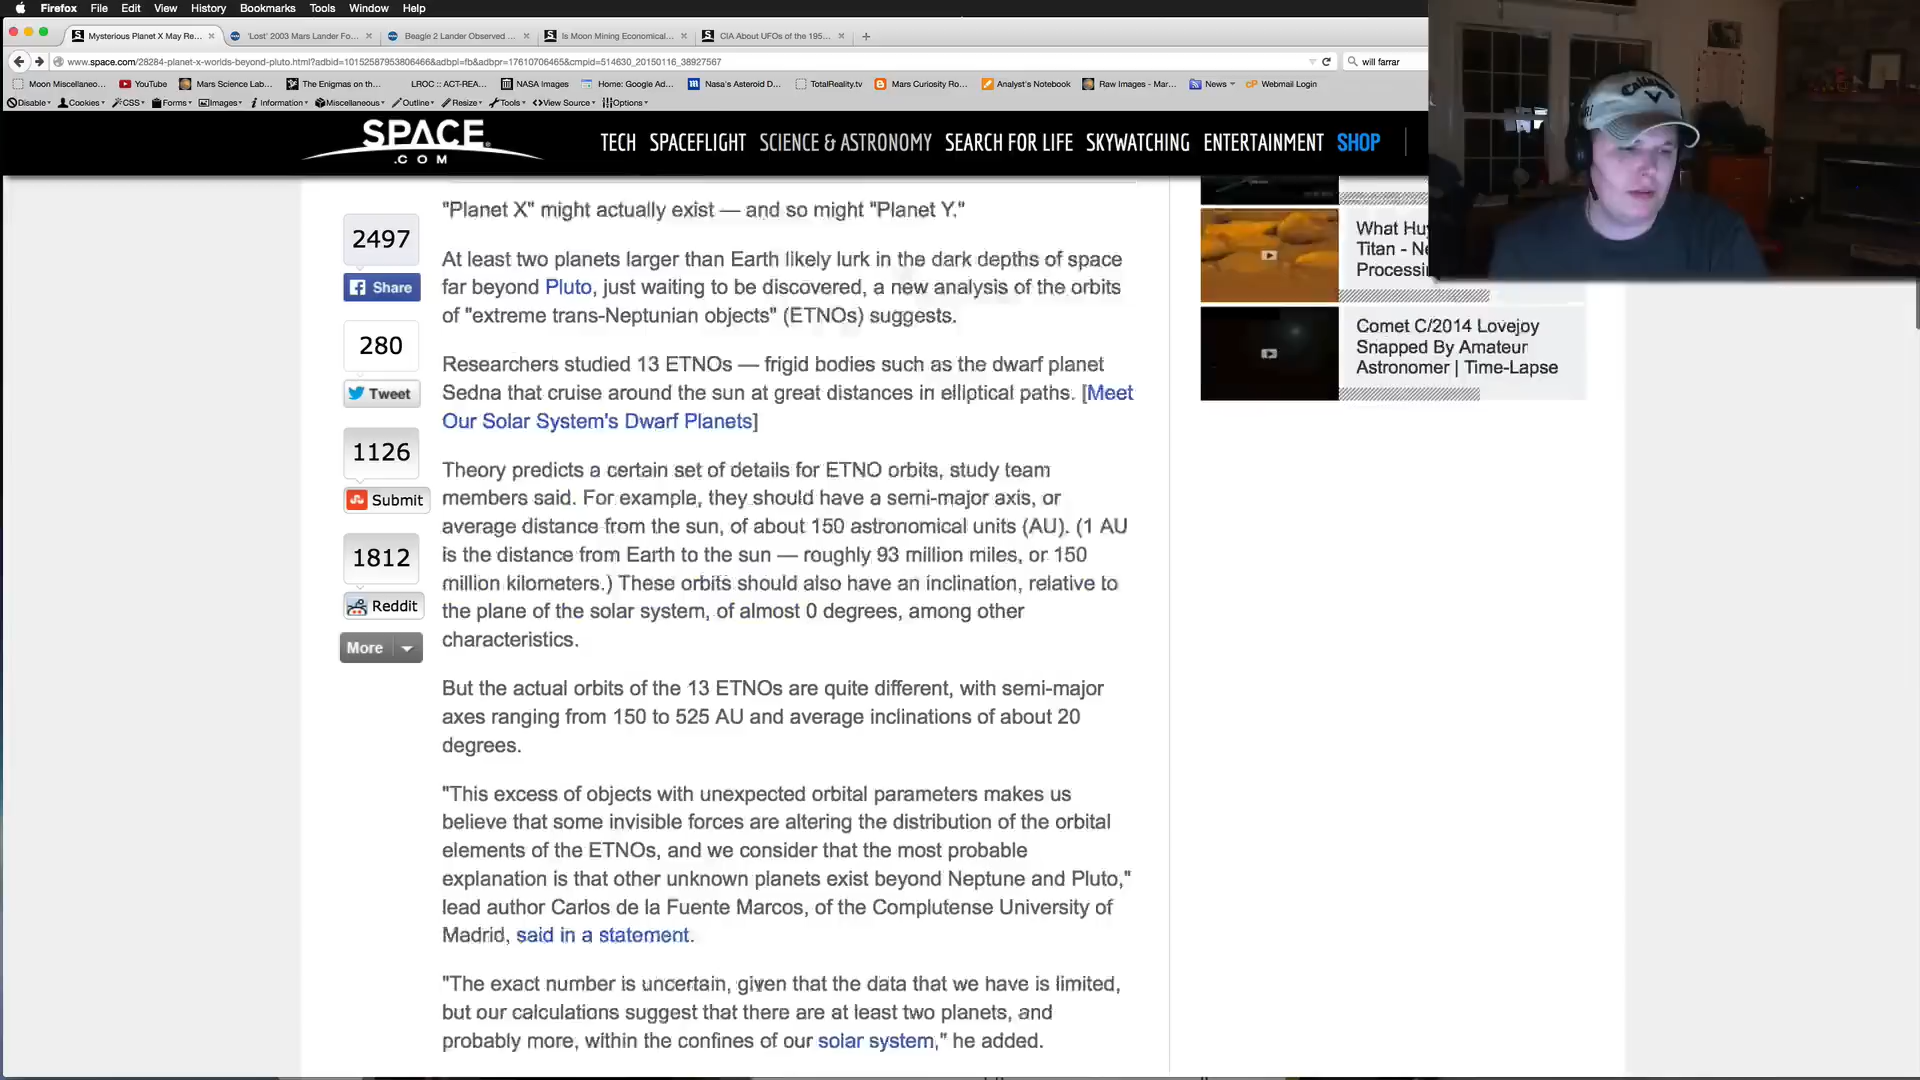 Firefox File Edit View History Bookmarks Tools Window Help
Mysterious Planet X May Re... × 'Lost' 2003 Mars Lander Fo... × Beagle 2 Lander Observed ... × Is Moon Mining Economical... × CIA About UFOs of the 195... × +
www.space.com/28284-planet-x-worlds-beyond-pluto.html?adbid=10152587953806466&adbpl=fb&adbpr=17610706465&cmpid=514630_20150116_38927567
will farrar
Moon Miscellaneo... YouTube Mars Science Lab... The Enigmas on t... LROC :: ACT-REA... NASA Images Home: Google Ad... Nasa's Asteroid D... TotalReality.tv Mars Curiosity Ro... Analyst's Notebook Raw Images - Mar... News Webmail Login
Disable Cookies CSS Forms Images Information Miscellaneous Outline Resize Tools View Source Options
SPACE
.COM
TECH SPACEFLIGHT SCIENCE & ASTRONOMY SEARCH FOR LIFE SKYWATCHING ENTERTAINMENT SHOP
2497
Share
280
Tweet
1126
Submit
1812
Reddit
More
"Planet X" might actually exist — and so might "Planet Y."
At least two planets larger than Earth likely lurk in the dark depths of space
far beyond Pluto, just waiting to be discovered, a new analysis of the orbits
of "extreme trans-Neptunian objects" (ETNOs) suggests.
Researchers studied 13 ETNOs — frigid bodies such as the dwarf planet
Sedna that cruise around the sun at great distances in elliptical paths. [Meet
Our Solar System's Dwarf Planets]
Theory predicts a certain set of details for ETNO orbits, study team
members said. For example, they should have a semi-major axis, or
average distance from the sun, of about 150 astronomical units (AU). (1 AU
is the distance from Earth to the sun — roughly 93 million miles, or 150
million kilometers.) These orbits should also have an inclination, relative to
the plane of the solar system, of almost 0 degrees, among other
characteristics.
But the actual orbits of the 13 ETNOs are quite different, with semi-major
axes ranging from 150 to 525 AU and average inclinations of about 20
degrees.
"This excess of objects with unexpected orbital parameters makes us
believe that some invisible forces are altering the distribution of the orbital
elements of the ETNOs, and we consider that the most probable
explanation is that other unknown planets exist beyond Neptune and Pluto,"
lead author Carlos de la Fuente Marcos, of the Complutense University of
Madrid, said in a statement.
"The exact number is uncertain, given that the data that we have is limited,
but our calculations suggest that there are at least two planets, and
probably more, within the confines of our solar system," he added.
What
Titan -
Comet C/2014 Lovejoy
Snapped By Amateur
Astronomer | Time-Lapse
Callaway